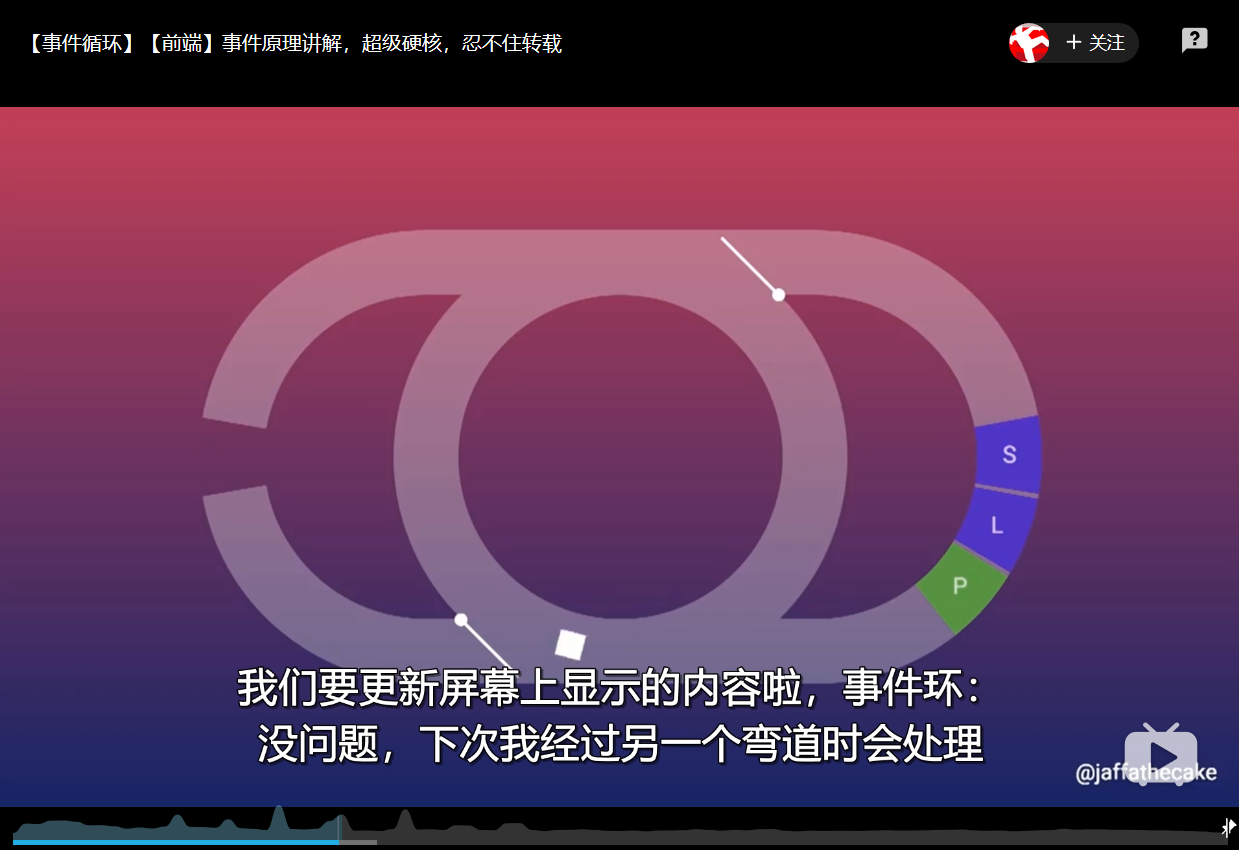 【事件循环】【前端】事件原理讲解，超级硬核，忍不住转载
+ 关注
?
S
L
P
我们要更新屏幕上显示的内容啦，事件环：
没问题，下次我经过另一个弯道时会处理
@jaffathecake